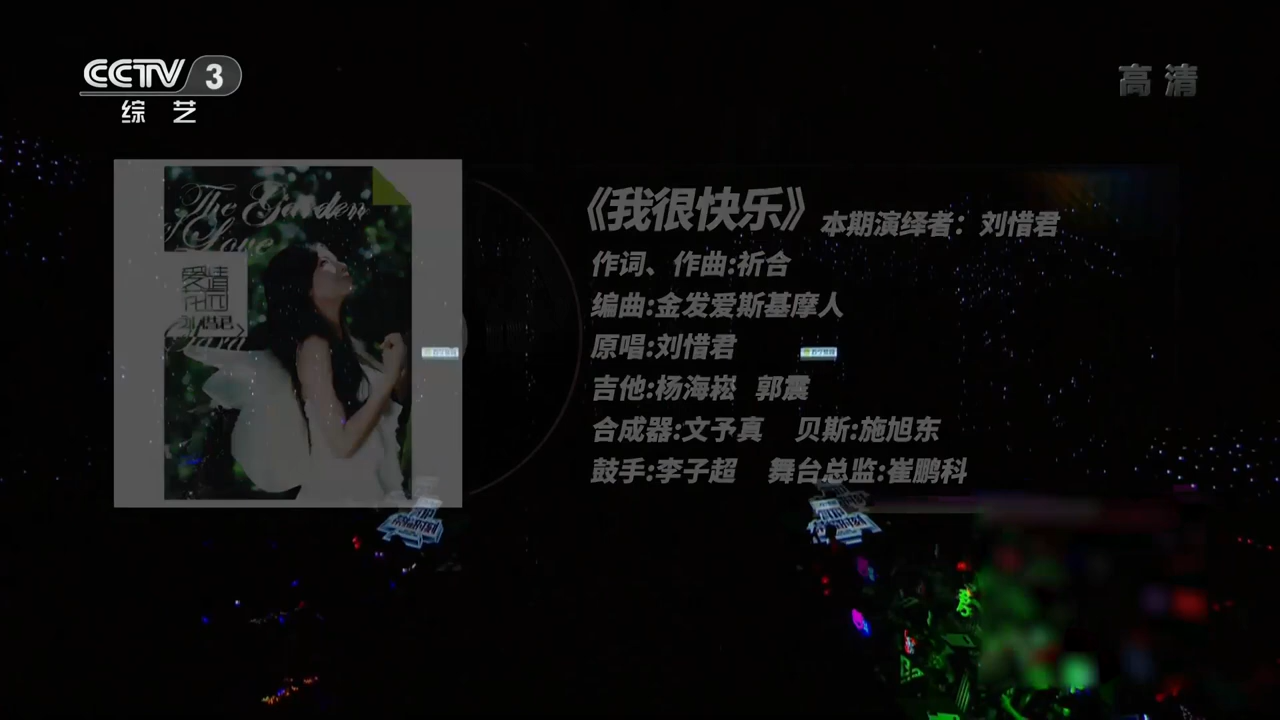 CCTV 3
综艺
高清
The Garden
of Love
爱情
刘惜君
《我很快乐》 本期演绎者：刘惜君
作词、作曲:祈合
编曲:金发爱斯基摩人
原唱:刘惜君
吉他:杨海崧 郭震
合成器:文予真 贝斯:施旭东
鼓手:李子超 舞台总监:崔鹏科